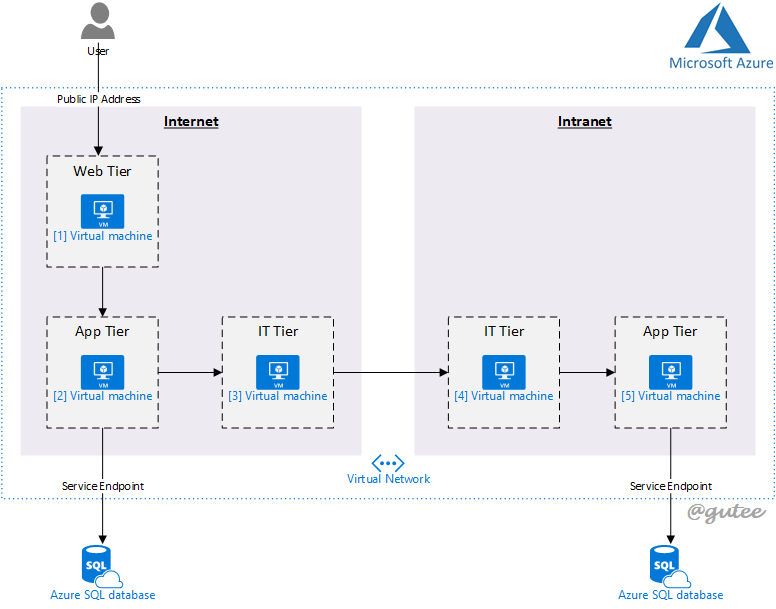 User
Microsoft Azure
Public IP Address
Internet
Intranet
Web Tier
VM
[1] Virtual machine
App Tier
VM
[2] Virtual machine
IT Tier
VM
[3] Virtual machine
IT Tier
VM
[4] Virtual machine
App Tier
VM
[5] Virtual machine
Virtual Network
Service Endpoint
Service Endpoint
@gutee
SQL
Azure SQL database
SQL
Azure SQL database